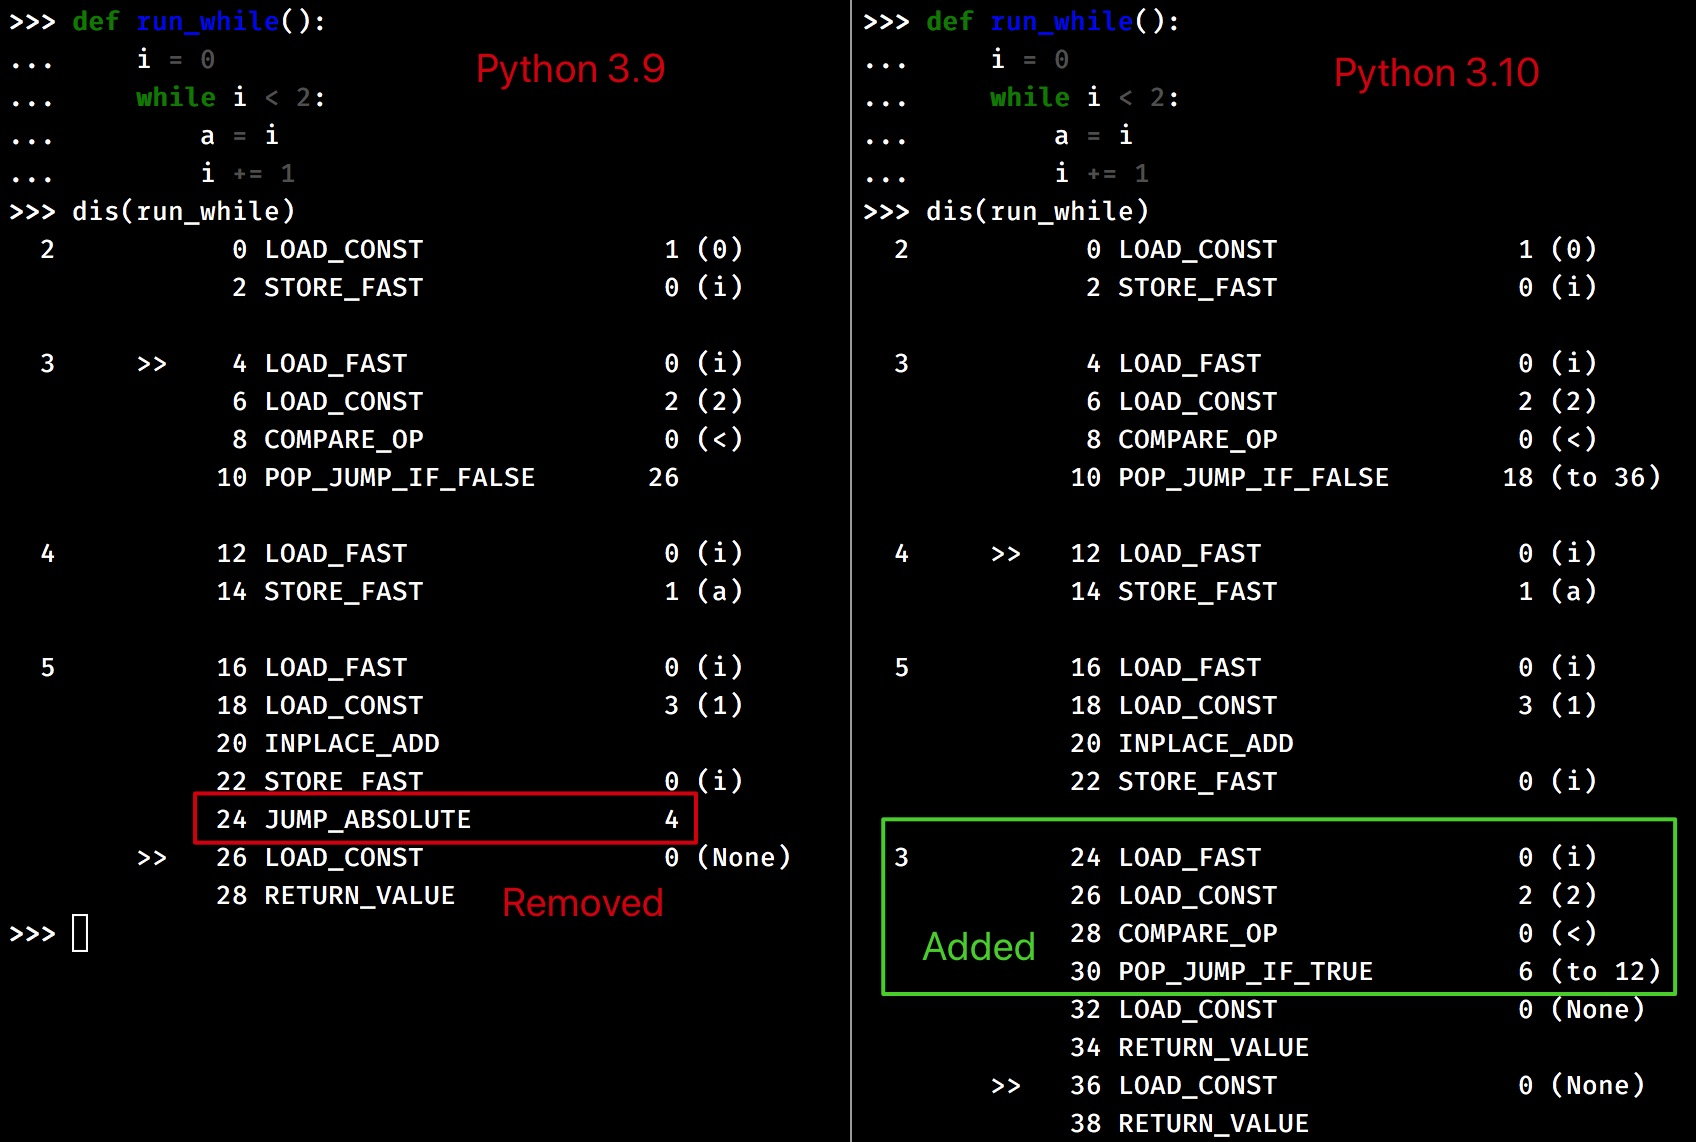 >>> def run_while():
...     i = 0
Python 3.9
...     while i < 2:
...         a = i
...         i += 1
>>> dis(run_while)
  2           0 LOAD_CONST               1 (0)
              2 STORE_FAST               0 (i)
  3     >>    4 LOAD_FAST                0 (i)
              6 LOAD_CONST               2 (2)
              8 COMPARE_OP               0 (<)
             10 POP_JUMP_IF_FALSE       26
  4          12 LOAD_FAST                0 (i)
             14 STORE_FAST               1 (a)
  5          16 LOAD_FAST                0 (i)
             18 LOAD_CONST               3 (1)
             20 INPLACE_ADD
             22 STORE_FAST               0 (i)
             24 JUMP_ABSOLUTE            4
        >>   26 LOAD_CONST               0 (None)
             28 RETURN_VALUE
Removed
>>>
>>> def run_while():
...     i = 0
Python 3.10
...     while i < 2:
...         a = i
...         i += 1
>>> dis(run_while)
  2           0 LOAD_CONST               1 (0)
              2 STORE_FAST               0 (i)
  3           4 LOAD_FAST                0 (i)
              6 LOAD_CONST               2 (2)
              8 COMPARE_OP               0 (<)
             10 POP_JUMP_IF_FALSE       18 (to 36)
  4     >>   12 LOAD_FAST                0 (i)
             14 STORE_FAST               1 (a)
  5          16 LOAD_FAST                0 (i)
             18 LOAD_CONST               3 (1)
             20 INPLACE_ADD
             22 STORE_FAST               0 (i)
  3          24 LOAD_FAST                0 (i)
             26 LOAD_CONST               2 (2)
             28 COMPARE_OP               0 (<)
Added
             30 POP_JUMP_IF_TRUE         6 (to 12)
             32 LOAD_CONST               0 (None)
             34 RETURN_VALUE
        >>   36 LOAD_CONST               0 (None)
             38 RETURN_VALUE